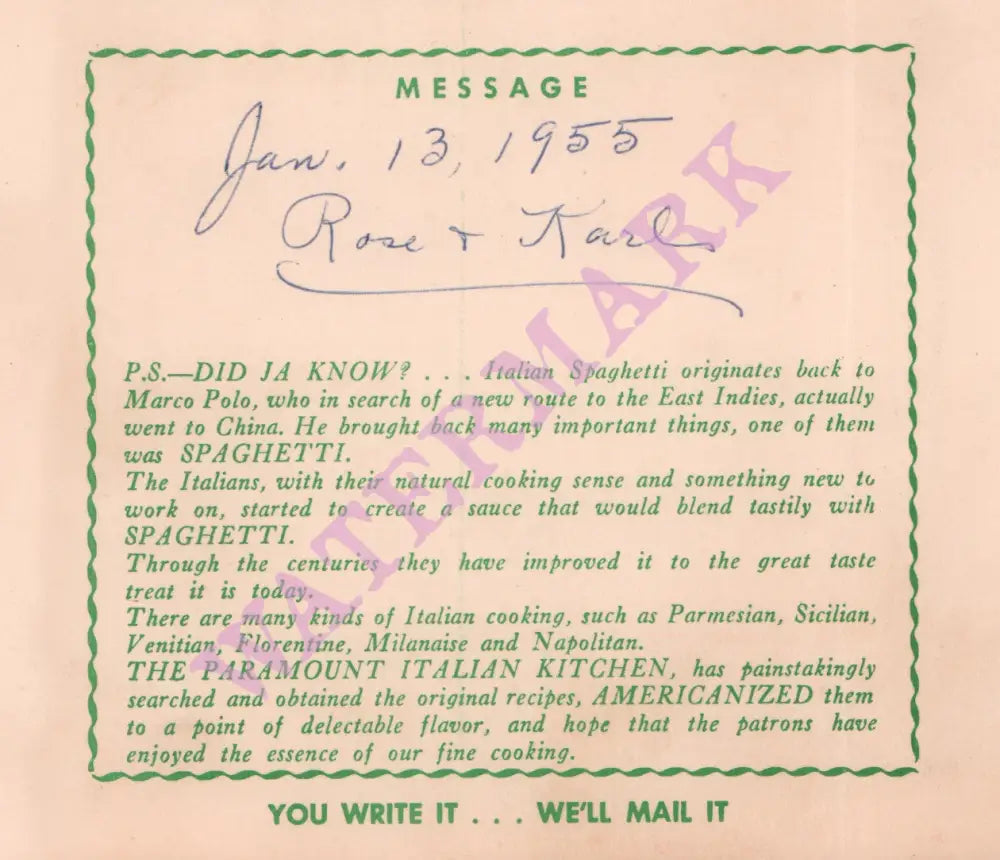 MESSAGE
Jan. 13, 1955
Rose + Karl
P.S.—DID JA KNOW? . . . Italian Spaghetti originates back to
Marco Polo, who in search of a new route to the East Indies, actually
went to China. He brought back many important things, one of them
was SPAGHETTI.
The Italians, with their natural cooking sense and something new to
work on, started to create a sauce that would blend tastily with
SPAGHETTI.
Through the centuries they have improved it to the great taste
treat it is today.
There are many kinds of Italian cooking, such as Parmesian, Sicilian,
Venitian, Florentine, Milanaise and Napolitan.
THE PARAMOUNT ITALIAN KITCHEN, has painstakingly
searched and obtained the original recipes, AMERICANIZED them
to a point of delectable flavor, and hope that the patrons have
enjoyed the essence of our fine cooking.
YOU WRITE IT . . . WE'LL MAIL IT
WATERMARK